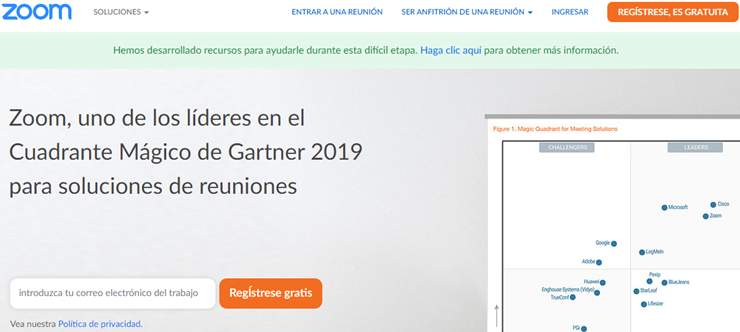 zoom
SOLUCIONES
ENTRAR A UNA REUNIÓN
SER ANFITRIÓN DE UNA REUNIÓN
INGRESAR
REGÍSTRESE, ES GRATUITA
Hemos desarrollado recursos para ayudarle durante esta difícil etapa. Haga clic aquí para obtener más información.
Zoom, uno de los líderes en el
Cuadrante Mágico de Gartner 2019
para soluciones de reuniones
introduzca tu correo electrónico del trabajo
Regístrese gratis
Vea nuestra Política de privacidad.
Figure 1. Magic Quadrant for Meeting Solutions
CHALLENGERS
LEADERS
Microsoft
Cisco
Zoom
Google
LogMeIn
Adobe
Huawei
Pexip
BlueJeans
Enghouse Systems (Vidyo)
StarLeaf
TrueConf
Lifesize
PGi